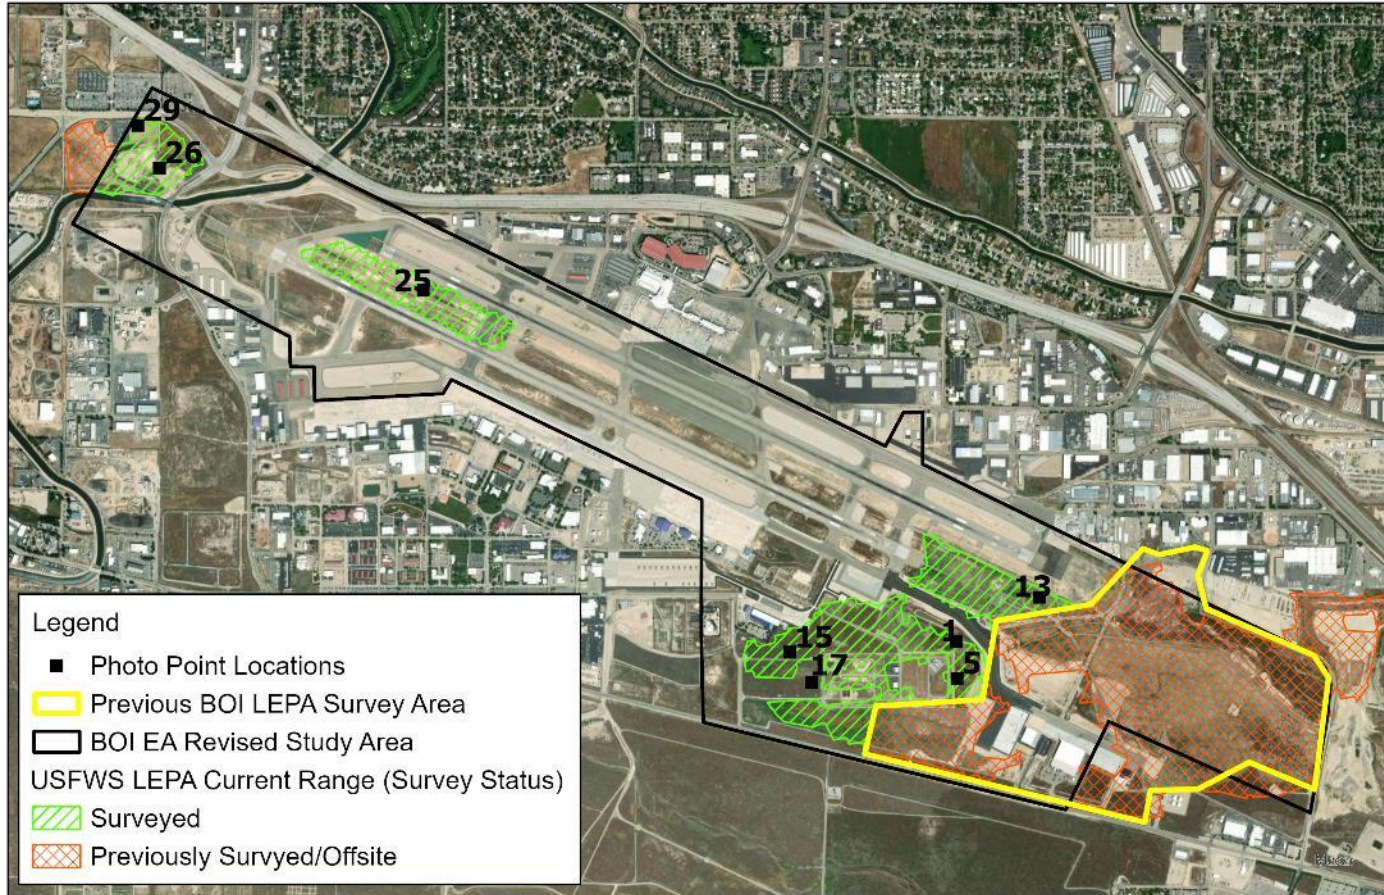 29
26
25
13
1
15
5
17
Legend
Photo Point Locations
Previous BOI LEPA Survey Area
BOI EA Revised Study Area
USFWS LEPA Current Range (Survey Status)
Surveyed
Previously Survyed/Offsite